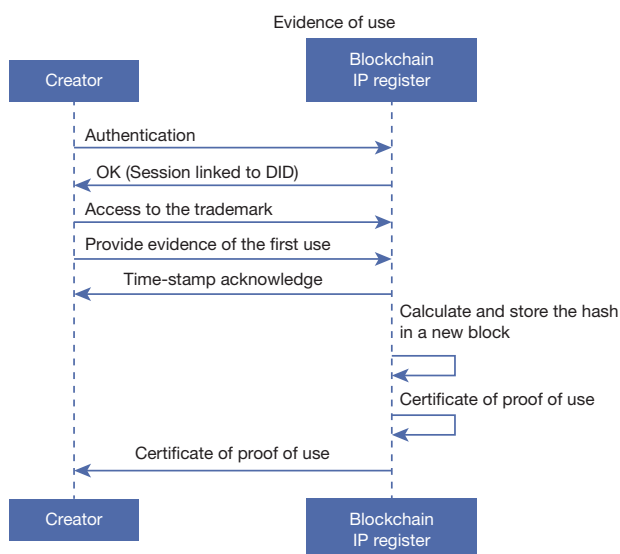 Evidence of use
Creator
Blockchain
IP register
Authentication
OK (Session linked to DID)
Access to the trademark
Provide evidence of the first use
Time-stamp acknowledge
Calculate and store the hash
in a new block
Certificate of proof of use
Certificate of proof of use
Creator
Blockchain
IP register